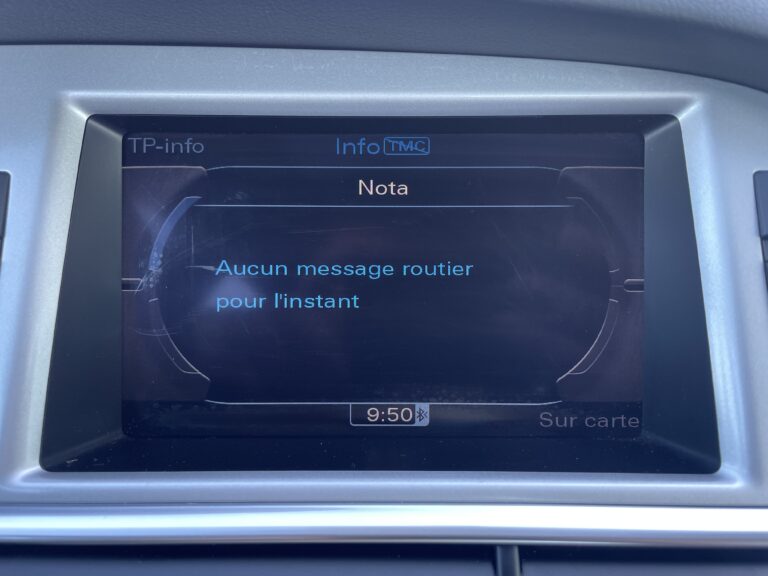 TP-info
Info TMC
Nota
Aucun message routier
pour l'instant
9:50
Sur carte